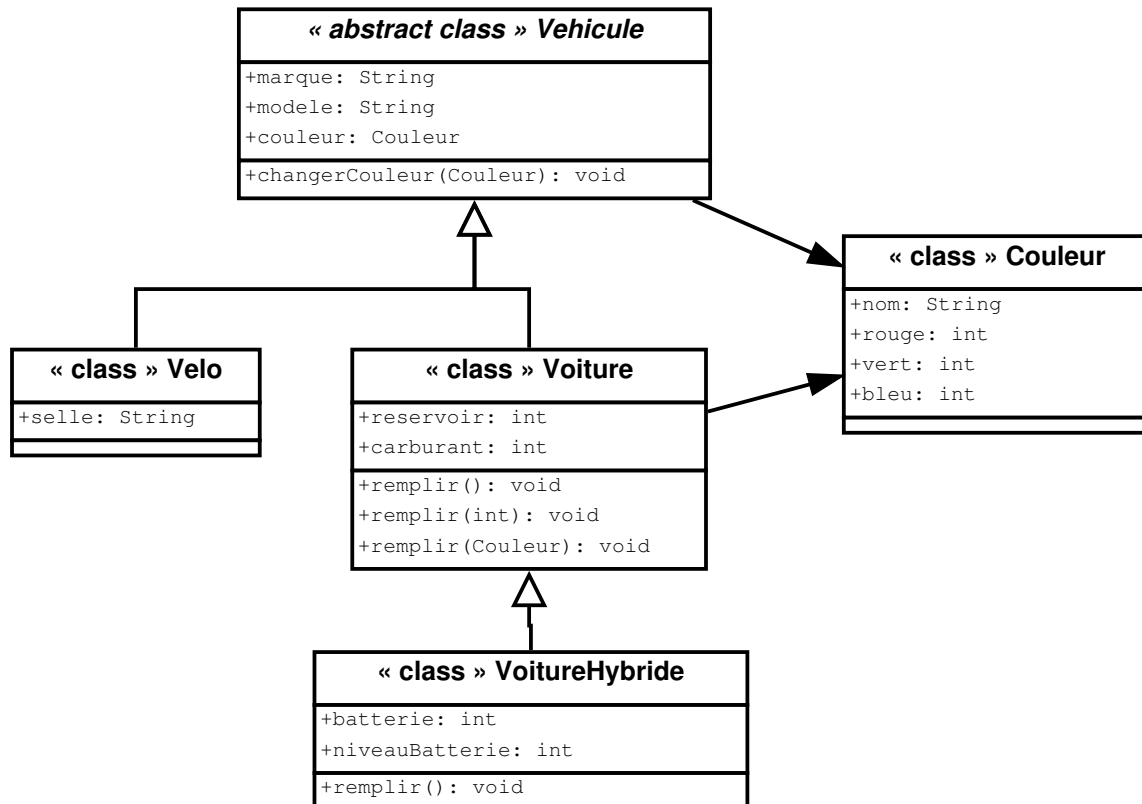 « abstract class » Vehicule
+marque: String
+modele: String
+couleur: Couleur
+changerCouleur(Couleur): void
« class » Couleur
+nom: String
+rouge: int
+vert: int
+bleu: int
« class » Velo
+selle: String
« class » Voiture
+reservoir: int
+carburant: int
+remplir(): void
+remplir(int): void
+remplir(Couleur): void
« class » VoitureHybride
+batterie: int
+niveauBatterie: int
+remplir(): void